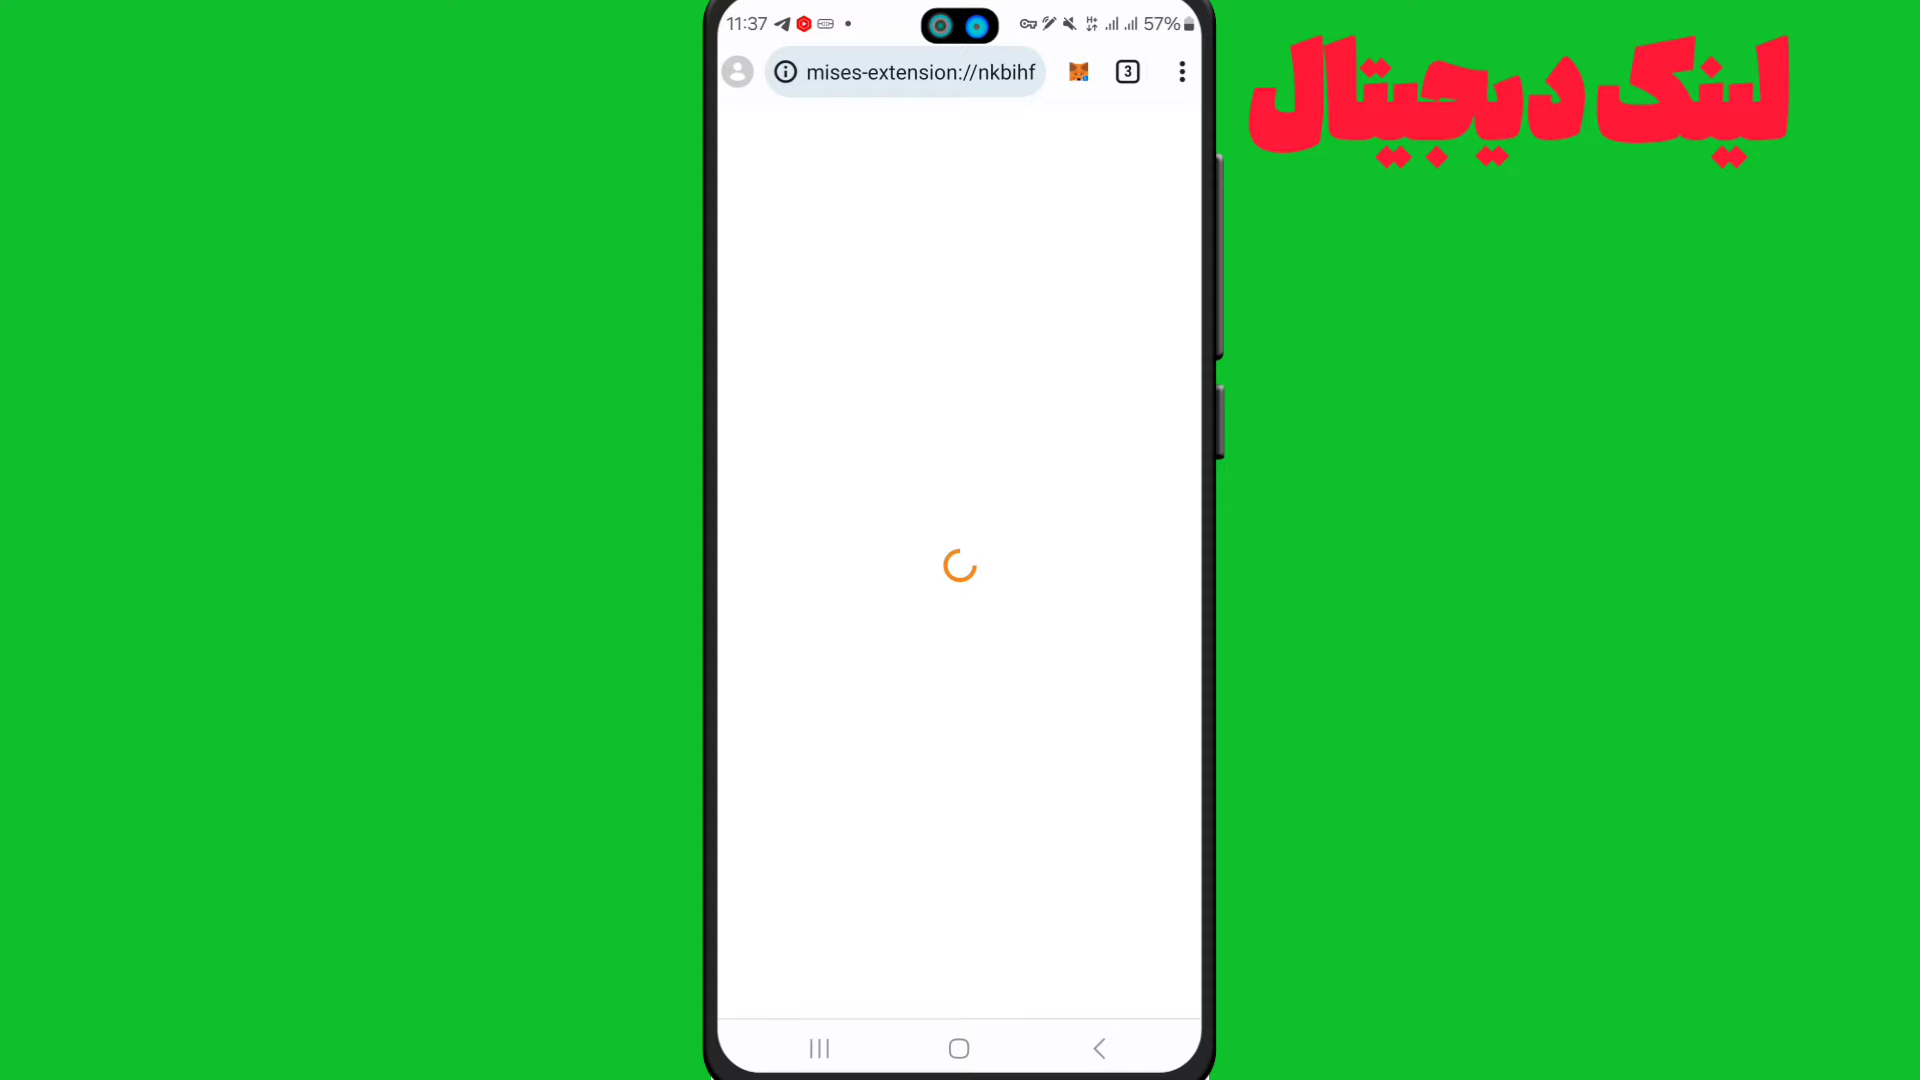 11:37
57%
mises-extension://nkbihf
3
لینک دیجیتال